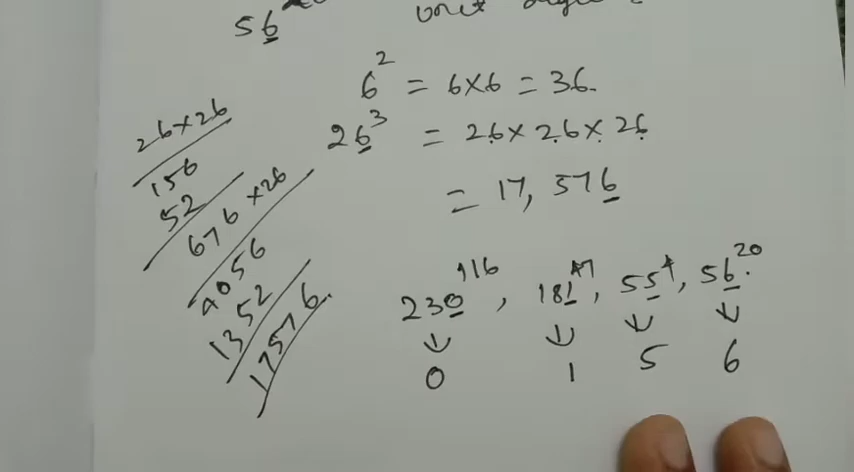 56
unit
6² = 6×6 = 36.
26³ = 26×26×26
= 17,576
26×26
156
52
676×26
4056
1352
17576.
230¹¹⁶, 181⁴⁷, 55⁴, 56²⁰.
↓ ↓ ↓ ↓
0 1 5 6